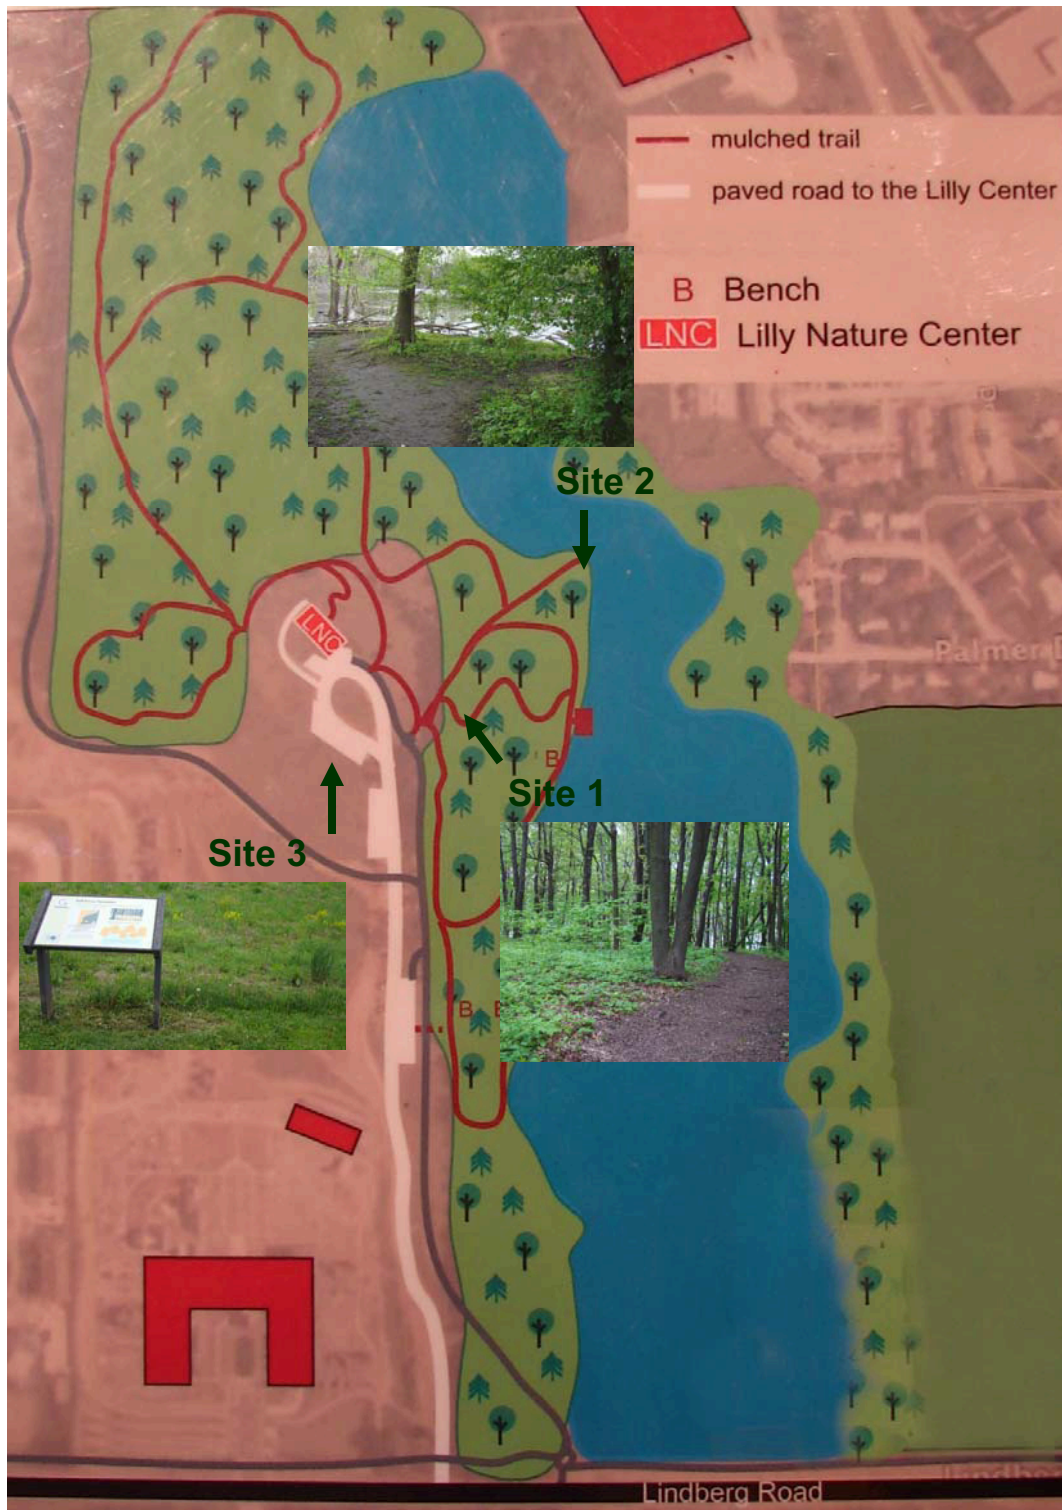 mulched trail
paved road to the Lilly Center
B Bench
LNC Lilly Nature Center
Site 2
LNC
Palmer
B
Site 1
Site 3
B
Lindberg Road